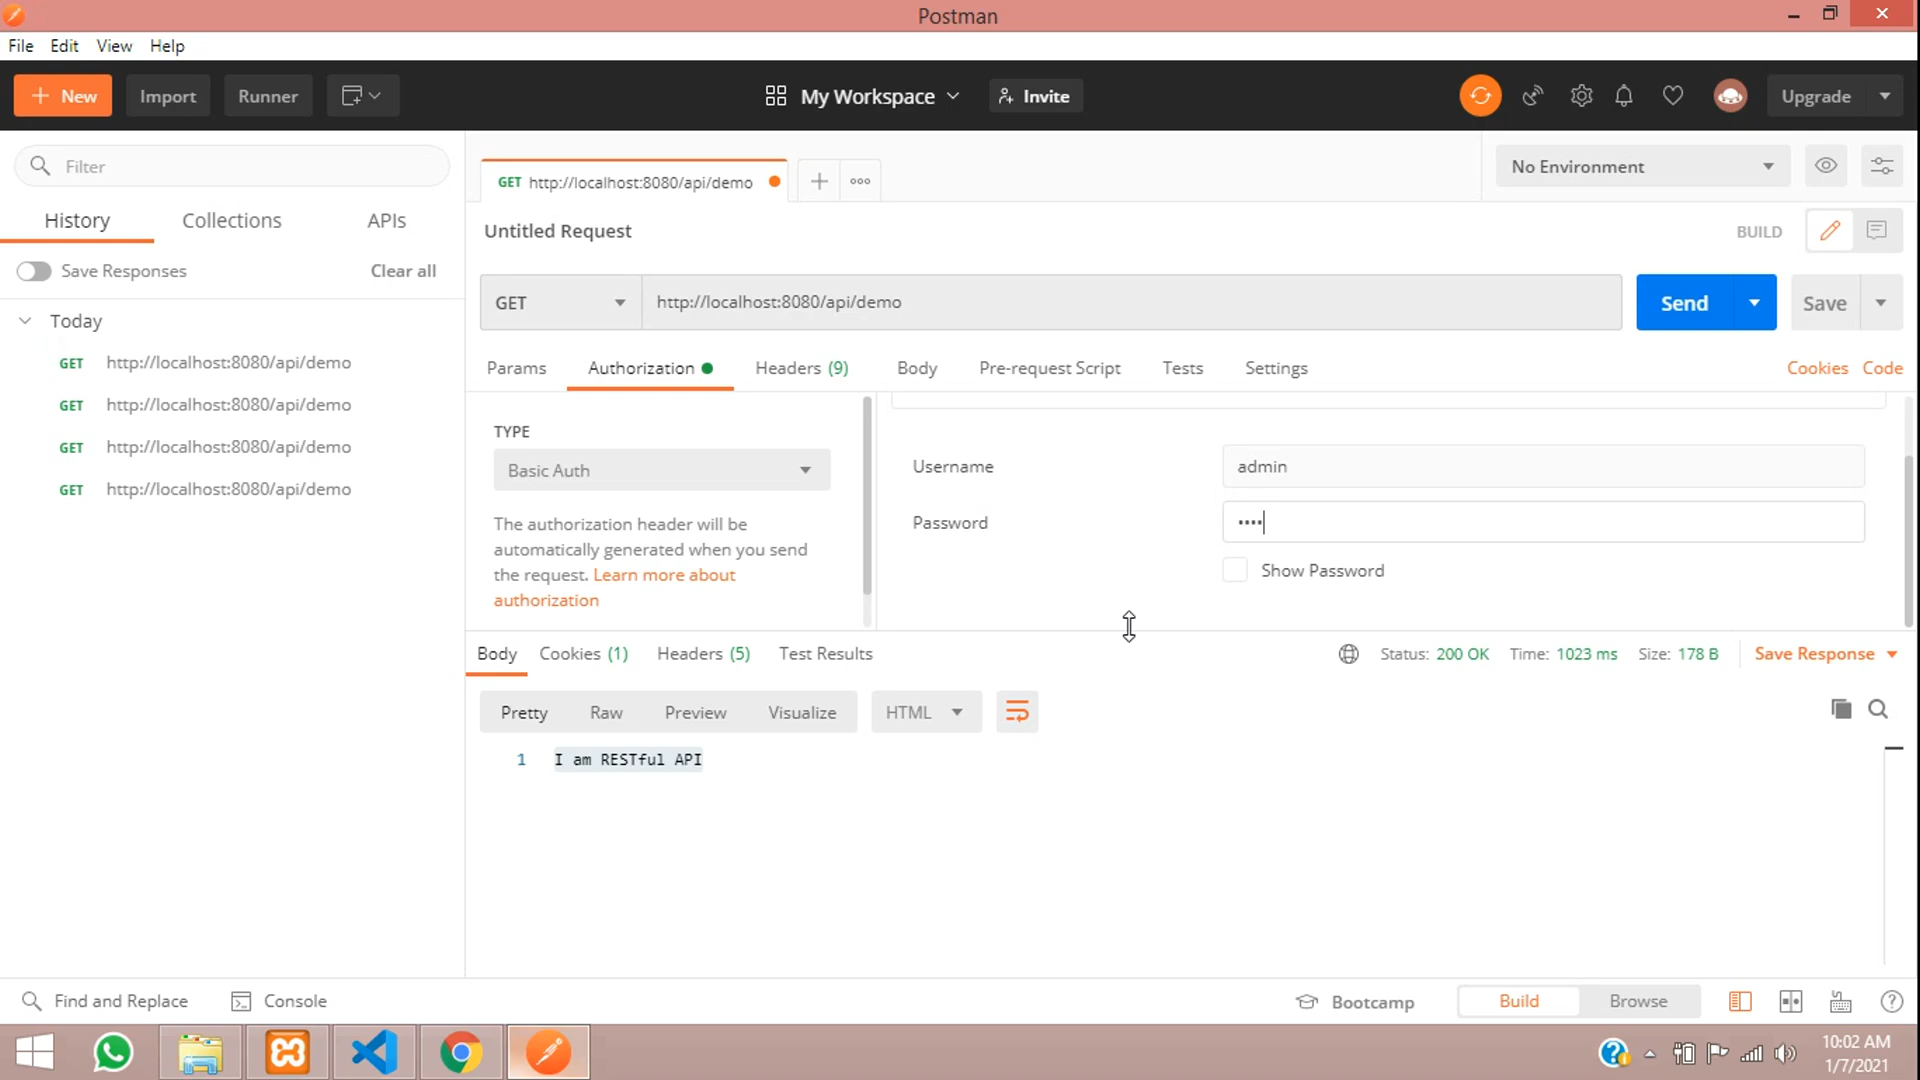 Postman
File Edit View Help
New Import Runner My Workspace Invite Upgrade
Filter
History Collections APIs
Save Responses Clear all
Today
GET http://localhost:8080/api/demo
GET http://localhost:8080/api/demo
GET http://localhost:8080/api/demo
GET http://localhost:8080/api/demo
GET http://localhost:8080/api/demo
No Environment
Untitled Request
BUILD
GET http://localhost:8080/api/demo
Send Save
Params Authorization Headers (9) Body Pre-request Script Tests Settings Cookies Code
TYPE
Basic Auth
The authorization header will be
automatically generated when you send
the request. Learn more about
authorization
Username admin
Password ••••
Show Password
Body Cookies (1) Headers (5) Test Results Status: 200 OK Time: 1023 ms Size: 178 B Save Response
Pretty Raw Preview Visualize HTML
1 I am RESTful API
Find and Replace Console Bootcamp Build Browse
10:02 AM
1/7/2021